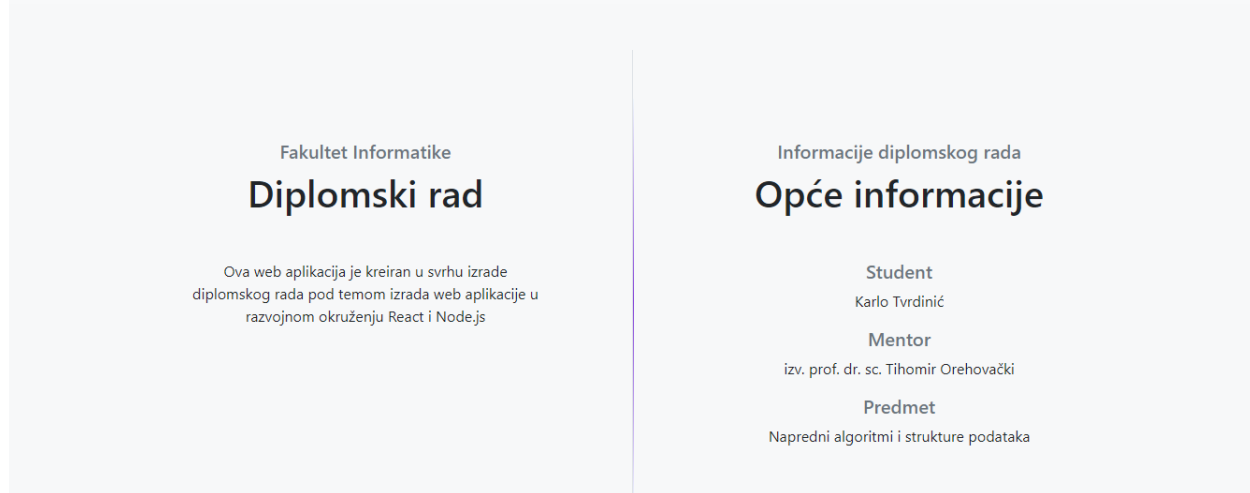 Fakultet Informatike
Diplomski rad
Ova web aplikacija je kreiran u svrhu izrade
diplomskog rada pod temom izrada web aplikacije u
razvojnom okruženju React i Node.js
Informacije diplomskog rada
Opće informacije
Student
Karlo Tvrdinić
Mentor
izv. prof. dr. sc. Tihomir Orehovački
Predmet
Napredni algoritmi i strukture podataka